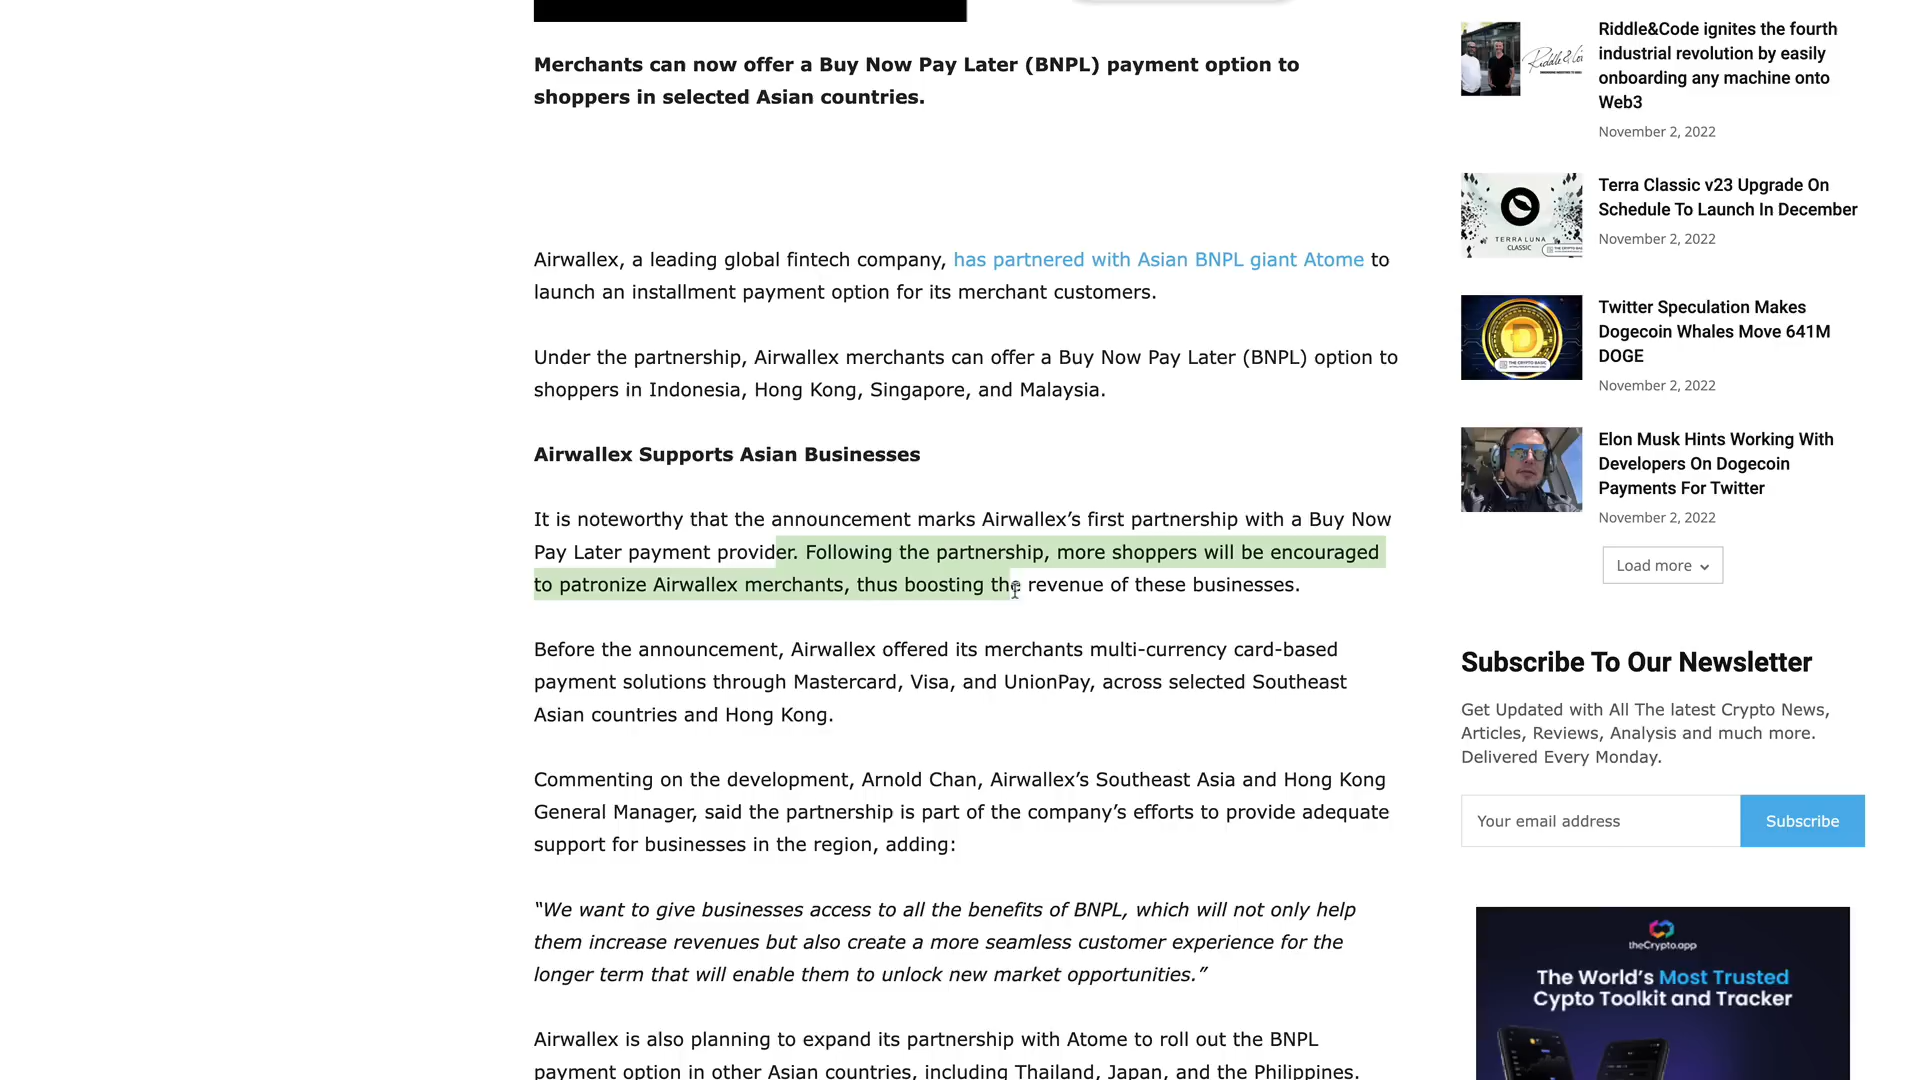 Merchants can now offer a Buy Now Pay Later (BNPL) payment option to
shoppers in selected Asian countries.
Airwallex, a leading global fintech company, has partnered with Asian BNPL giant Atome to
launch an installment payment option for its merchant customers.
Under the partnership, Airwallex merchants can offer a Buy Now Pay Later (BNPL) option to
shoppers in Indonesia, Hong Kong, Singapore, and Malaysia.
Airwallex Supports Asian Businesses
It is noteworthy that the announcement marks Airwallex’s first partnership with a Buy Now
Pay Later payment provider. Following the partnership, more shoppers will be encouraged
to patronize Airwallex merchants, thus boosting the revenue of these businesses.
Before the announcement, Airwallex offered its merchants multi-currency card-based
payment solutions through Mastercard, Visa, and UnionPay, across selected Southeast
Asian countries and Hong Kong.
Commenting on the development, Arnold Chan, Airwallex’s Southeast Asia and Hong Kong
General Manager, said the partnership is part of the company’s efforts to provide adequate
support for businesses in the region, adding:
“We want to give businesses access to all the benefits of BNPL, which will not only help
them increase revenues but also create a more seamless customer experience for the
longer term that will enable them to unlock new market opportunities.”
Airwallex is also planning to expand its partnership with Atome to roll out the BNPL
payment option in other Asian countries, including Thailand, Japan, and the Philippines.
Riddle&Code ignites the fourth
industrial revolution by easily
onboarding any machine onto
Web3
November 2, 2022
TERRA LUNA
CLASSIC
Terra Classic v23 Upgrade On
Schedule To Launch In December
November 2, 2022
THE CRYPTO BASIC
Twitter Speculation Makes
Dogecoin Whales Move 641M
DOGE
November 2, 2022
Elon Musk Hints Working With
Developers On Dogecoin
Payments For Twitter
November 2, 2022
Load more
Subscribe To Our Newsletter
Get Updated with All The latest Crypto News,
Articles, Reviews, Analysis and much more.
Delivered Every Monday.
Your email address
Subscribe
theCrypto.app
The World’s Most Trusted
Cypto Toolkit and Tracker